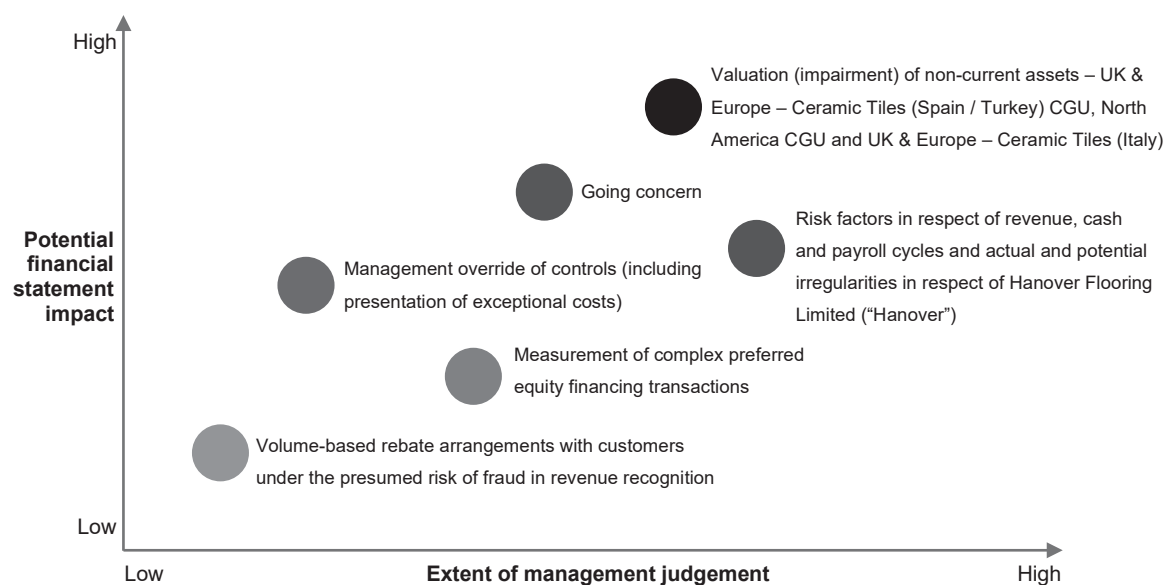 High
Valuation (impairment) of non-current assets – UK &
Europe – Ceramic Tiles (Spain / Turkey) CGU, North
America CGU and UK & Europe – Ceramic Tiles (Italy)
Going concern
Risk factors in respect of revenue, cash
and payroll cycles and actual and potential
irregularities in respect of Hanover Flooring
Limited (“Hanover”)
Potential
financial
statement
impact
Management override of controls (including
presentation of exceptional costs)
Measurement of complex preferred
equity financing transactions
Volume-based rebate arrangements with customers
under the presumed risk of fraud in revenue recognition
Low
Low
Extent of management judgement
High